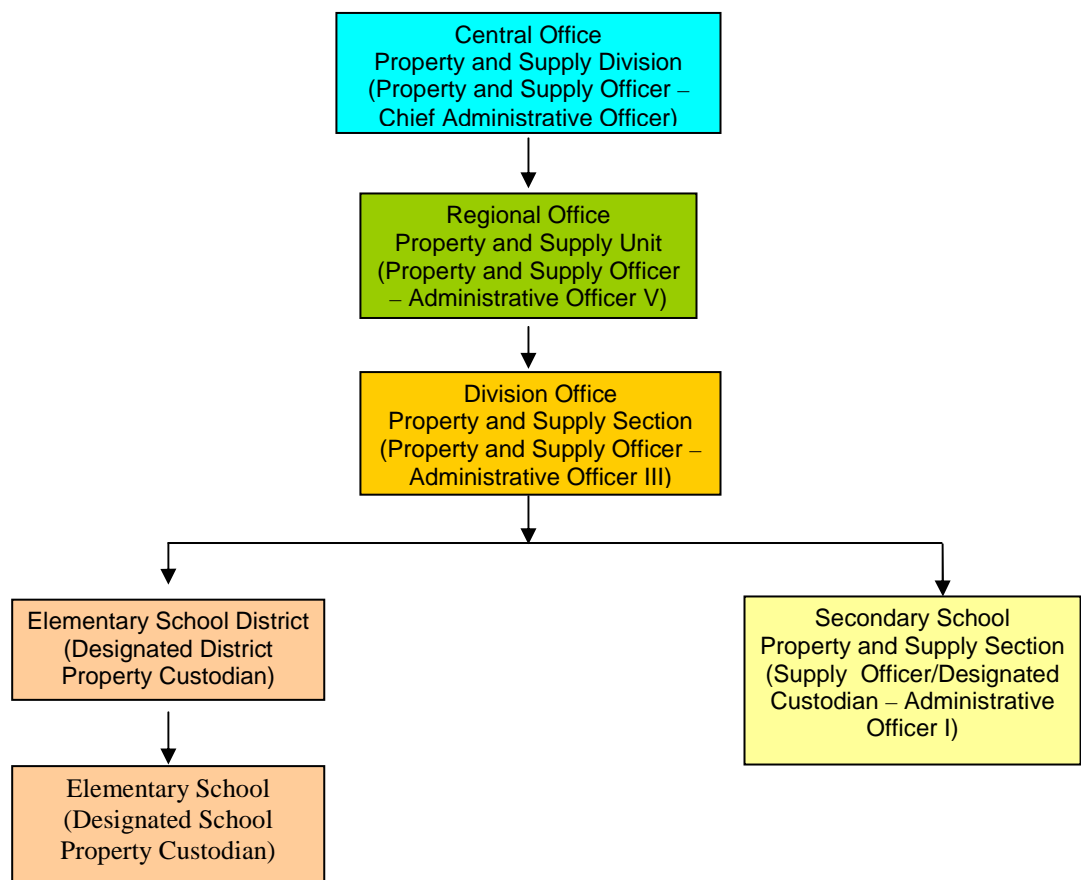 Central Office
Property and Supply Division
(Property and Supply Officer –
Chief Administrative Officer)
Regional Office
Property and Supply Unit
(Property and Supply Officer
– Administrative Officer V)
Division Office
Property and Supply Section
(Property and Supply Officer –
Administrative Officer III)
Elementary School District
(Designated District
Property Custodian)
Secondary School
Property and Supply Section
(Supply Officer/Designated
Custodian – Administrative
Officer I)
Elementary School
(Designated School
Property Custodian)